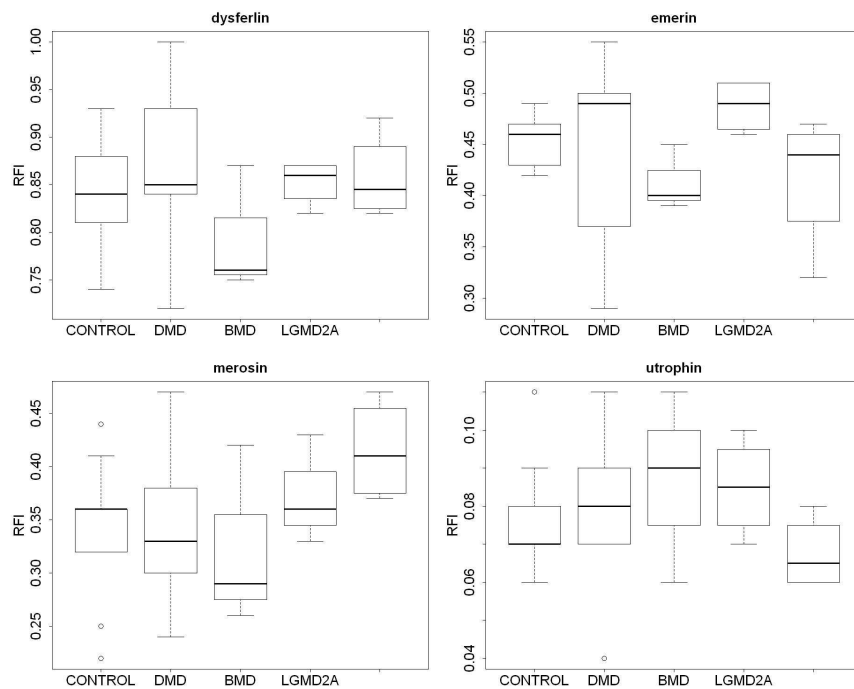 dysferlin
RFI
1.00
0.95
0.90
0.85
0.80
0.75
CONTROL DMD BMD LGMD2A
emerin
RFI
0.55
0.50
0.45
0.40
0.35
0.30
CONTROL DMD BMD LGMD2A
merosin
RFI
0.45
0.40
0.35
0.30
0.25
CONTROL DMD BMD LGMD2A
utrophin
RFI
0.10
0.08
0.06
0.04
CONTROL DMD BMD LGMD2A